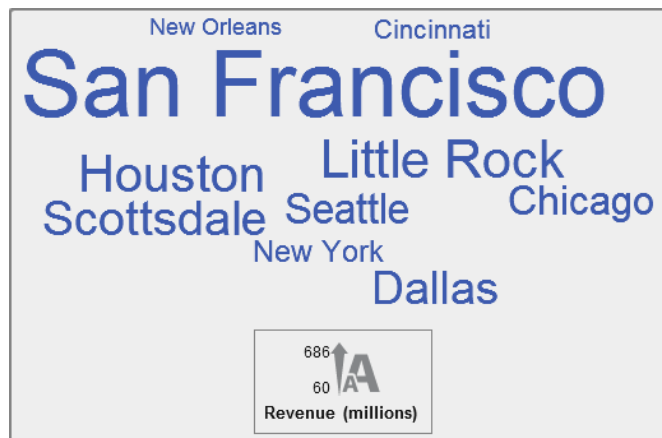 New Orleans
Cincinnati
San Francisco
Little Rock
Houston
Chicago
Seattle
Scottsdale
New York
Dallas
686
60
Revenue (millions)